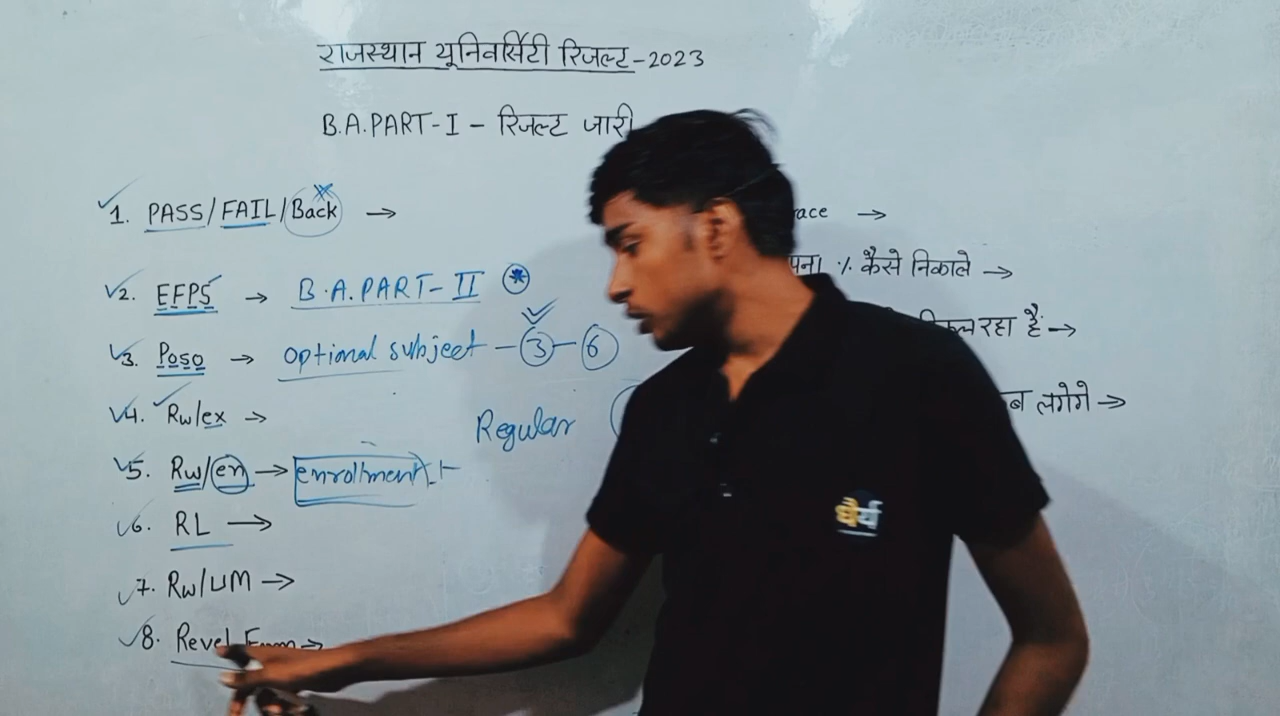 राजस्थान यूनिवर्सिटी रिजल्ट-2023
B.A.PART-I - रिजल्ट जारी
1. PASS/FAIL/Back →
2. EFPS → B.A.PART-II *
3. Poso → optional subject - 3 - 6
4. Rw/ex →
Regular
5. Rw/en → enrollment
6. RL →
7. Rw/UM →
8. Revel →
→
% कैसे निकाले →
रहा है →
लगेगे →
धैर्य